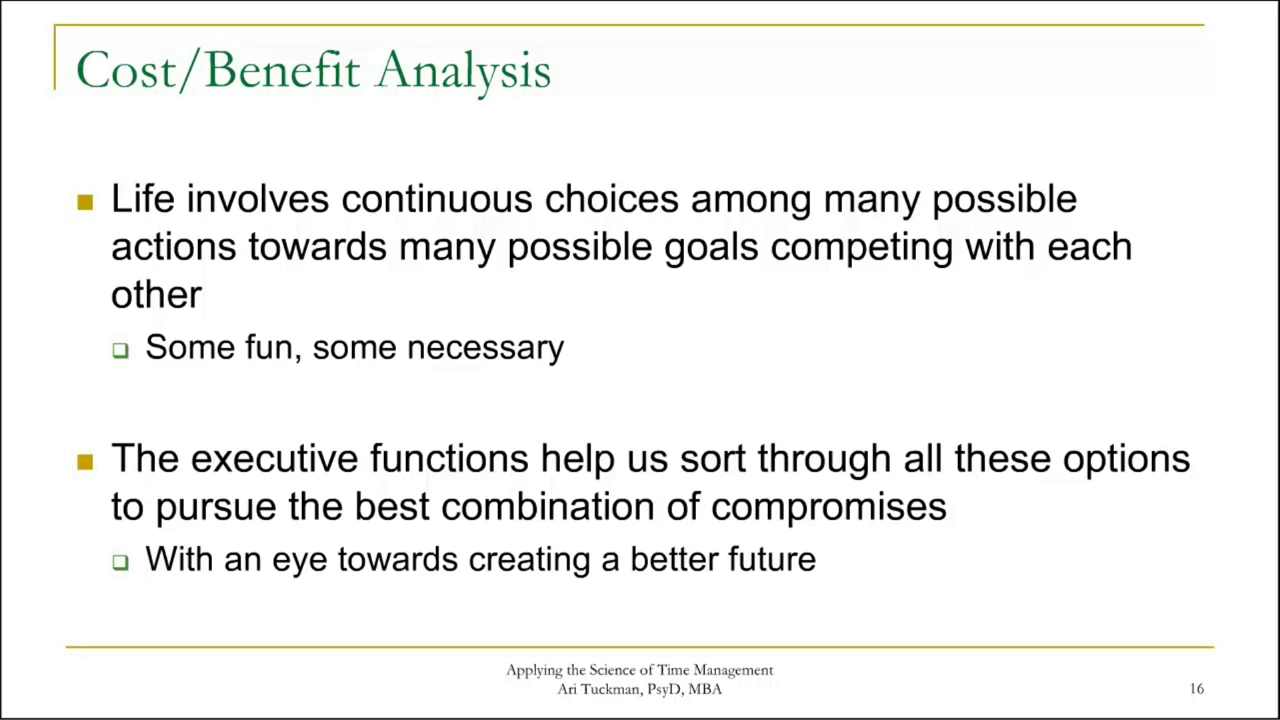 Cost/Benefit Analysis
Life involves continuous choices among many possible
actions towards many possible goals competing with each
other
Some fun, some necessary
The executive functions help us sort through all these options
to pursue the best combination of compromises
With an eye towards creating a better future
Applying the Science of Time Management
Ari Tuckman, PsyD, MBA
16